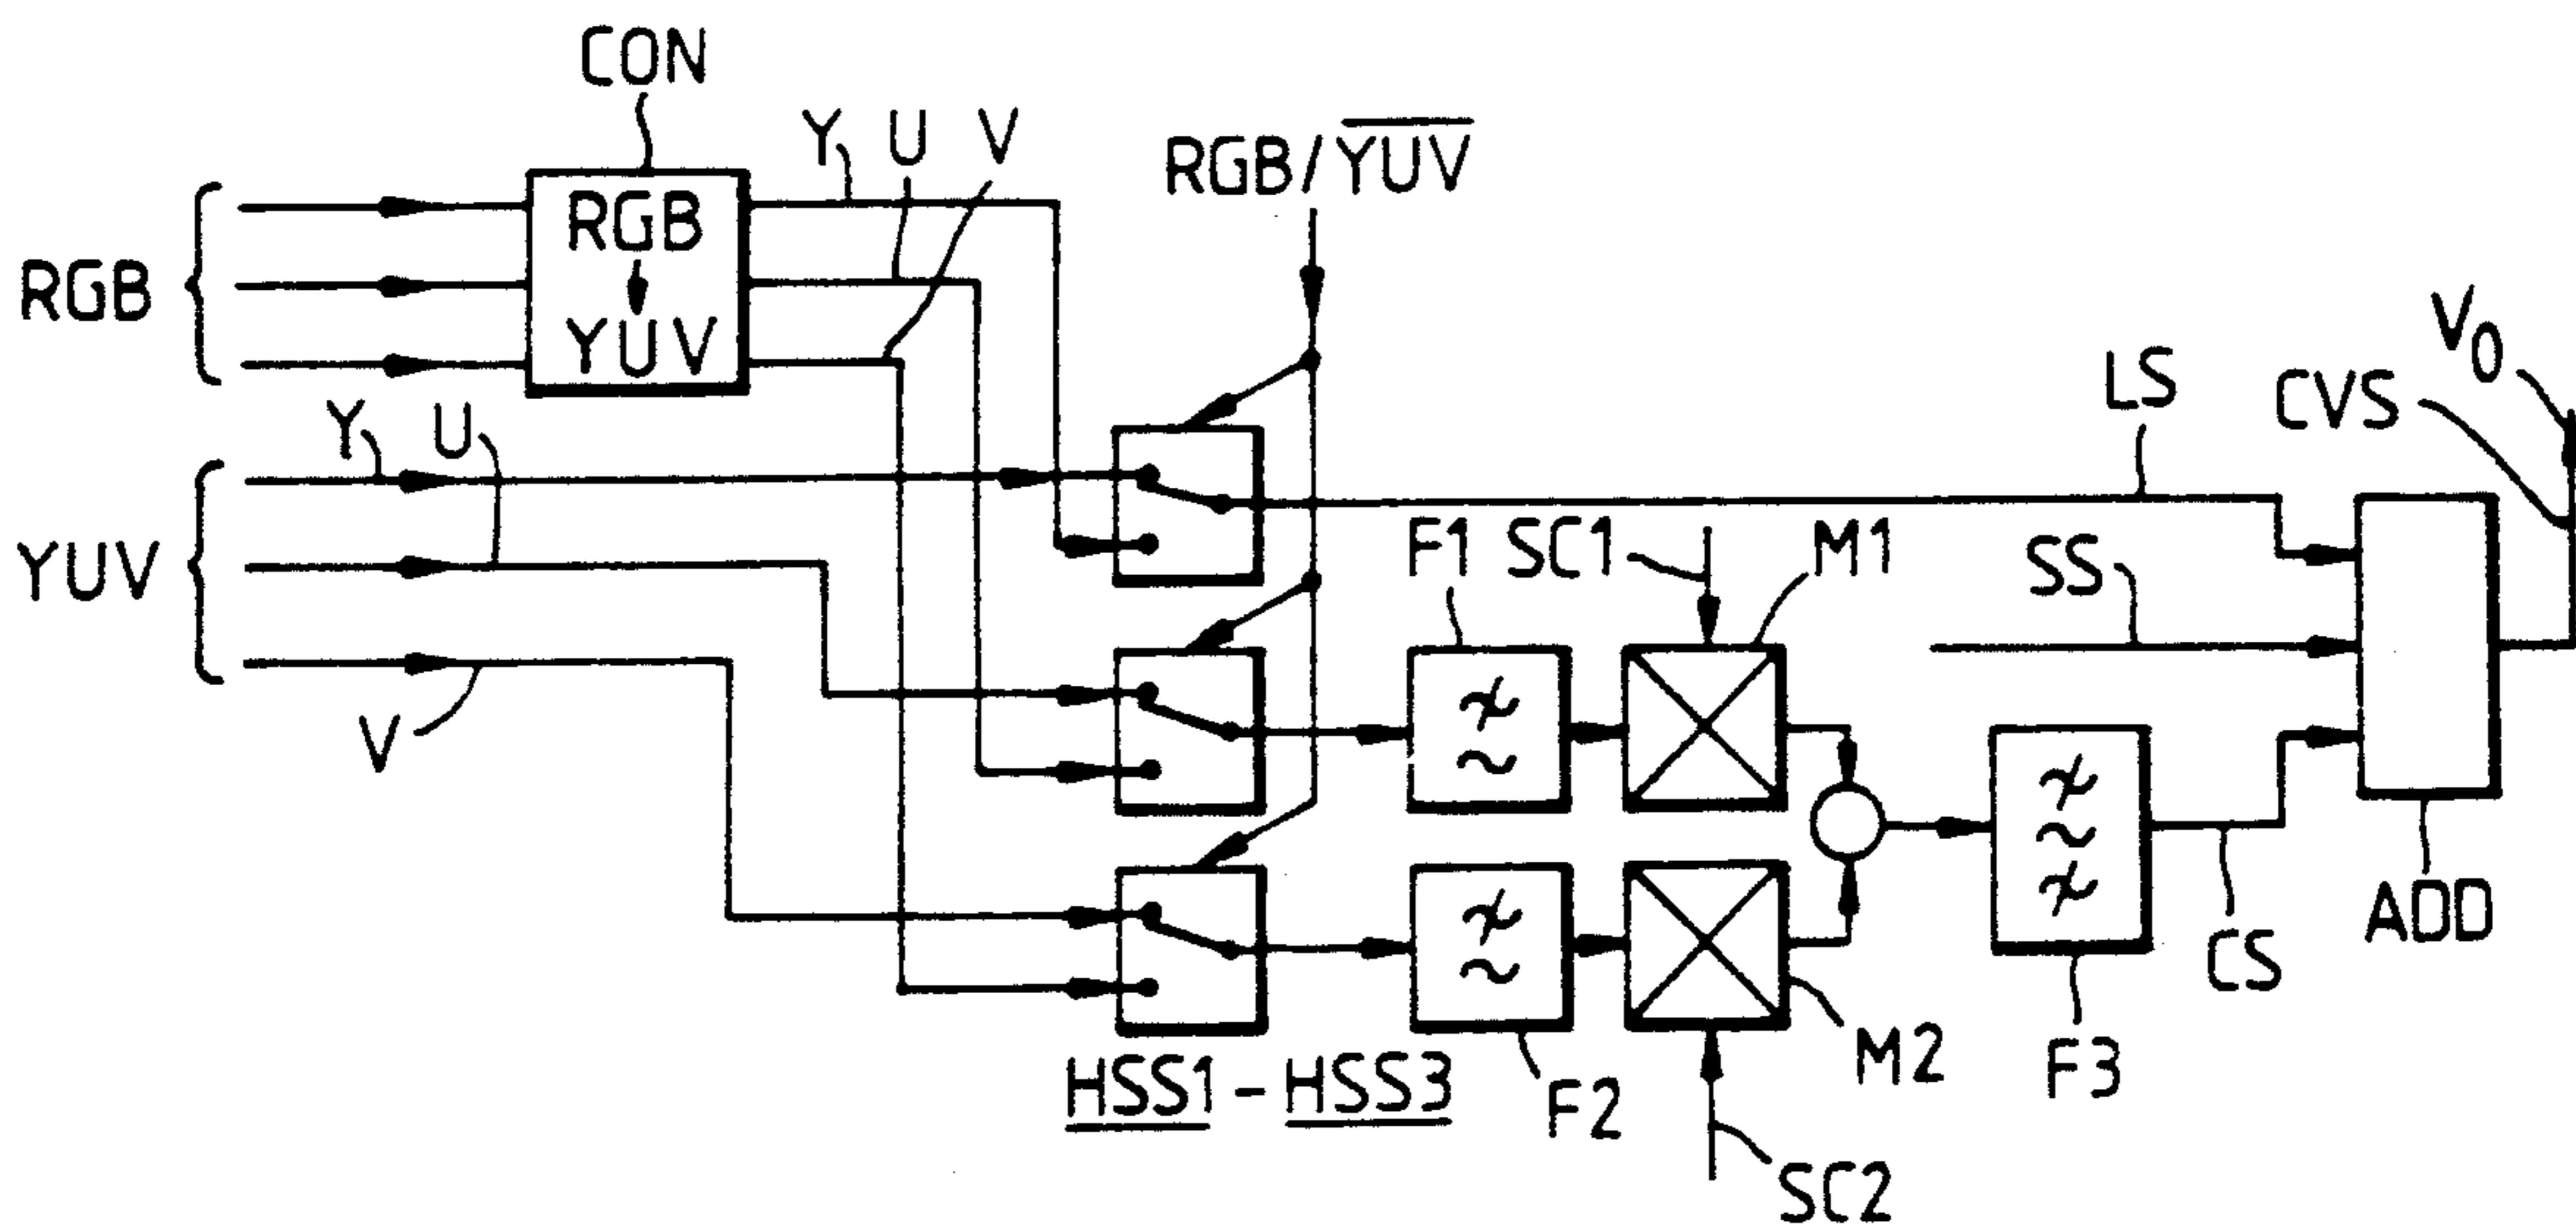 CON
Y U V
RGB/Y̅U̅V̅
RGB
↓
YUV
RGB
V₀
LS
CVS
Y U
YUV
F1 SC1 M1
SS
V
ADD
CS
M2
F3
HSS1 - HSS3
F2
SC2